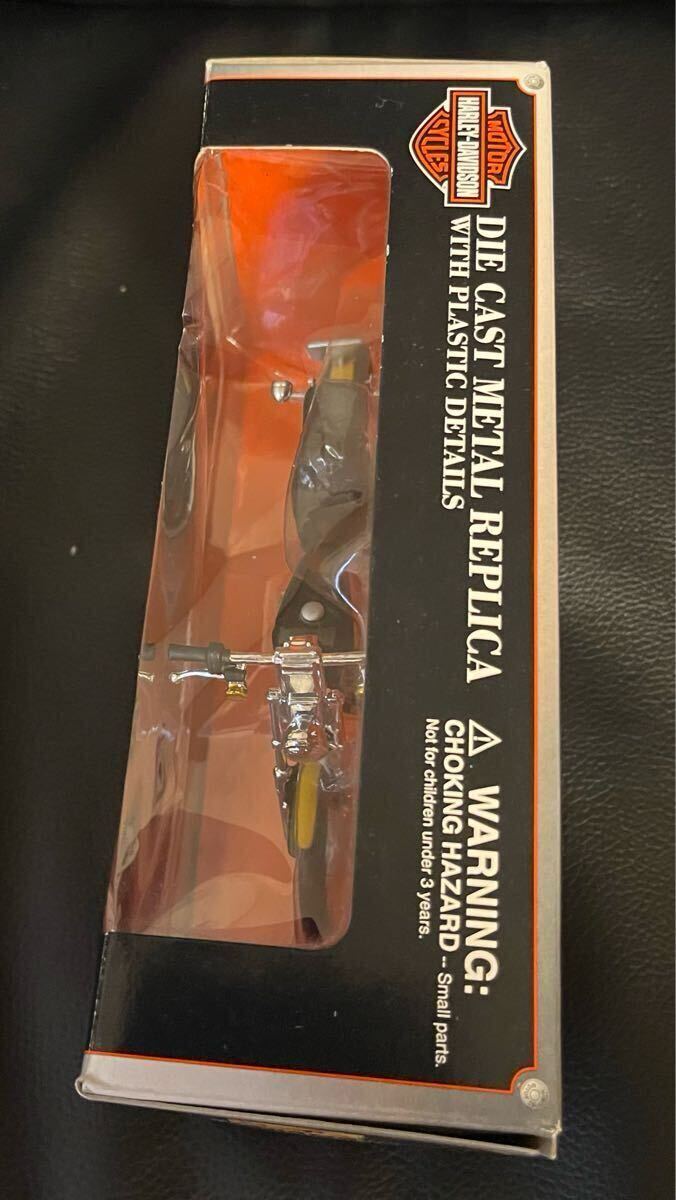 MOTOR
HARLEY-DAVIDSON
CYCLES
DIE CAST METAL REPLICA
WITH PLASTIC DETAILS
⚠ WARNING:
CHOKING HAZARD -- Small parts.
Not for children under 3 years.